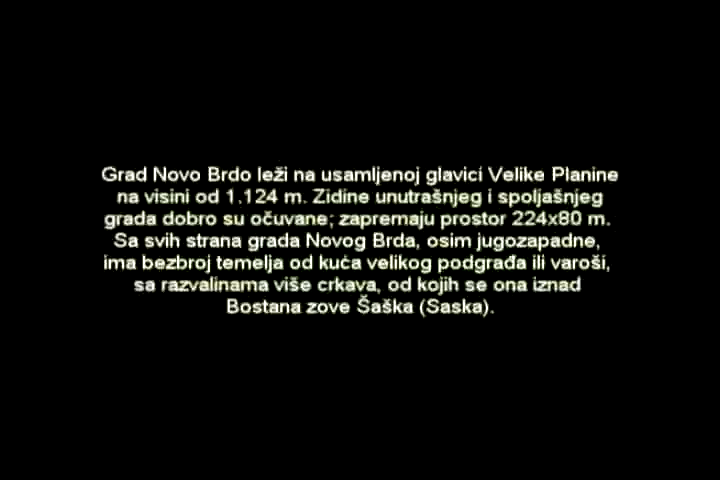 Grad Novo Brdo leži na usamljenoj glavici Velike Planine
na visini od 1.124 m. Zidine unutrašnjeg i spoljašnjeg
grada dobro su očuvane; zapremaju prostor 224x80 m.
Sa svih strana grada Novog Brda, osim jugozapadne,
ima bezbroj temelja od kuća velikog podgrađa ili varoši,
sa razvalinama više crkava, od kojih se ona iznad
Bostana zove Šaška (Saska).